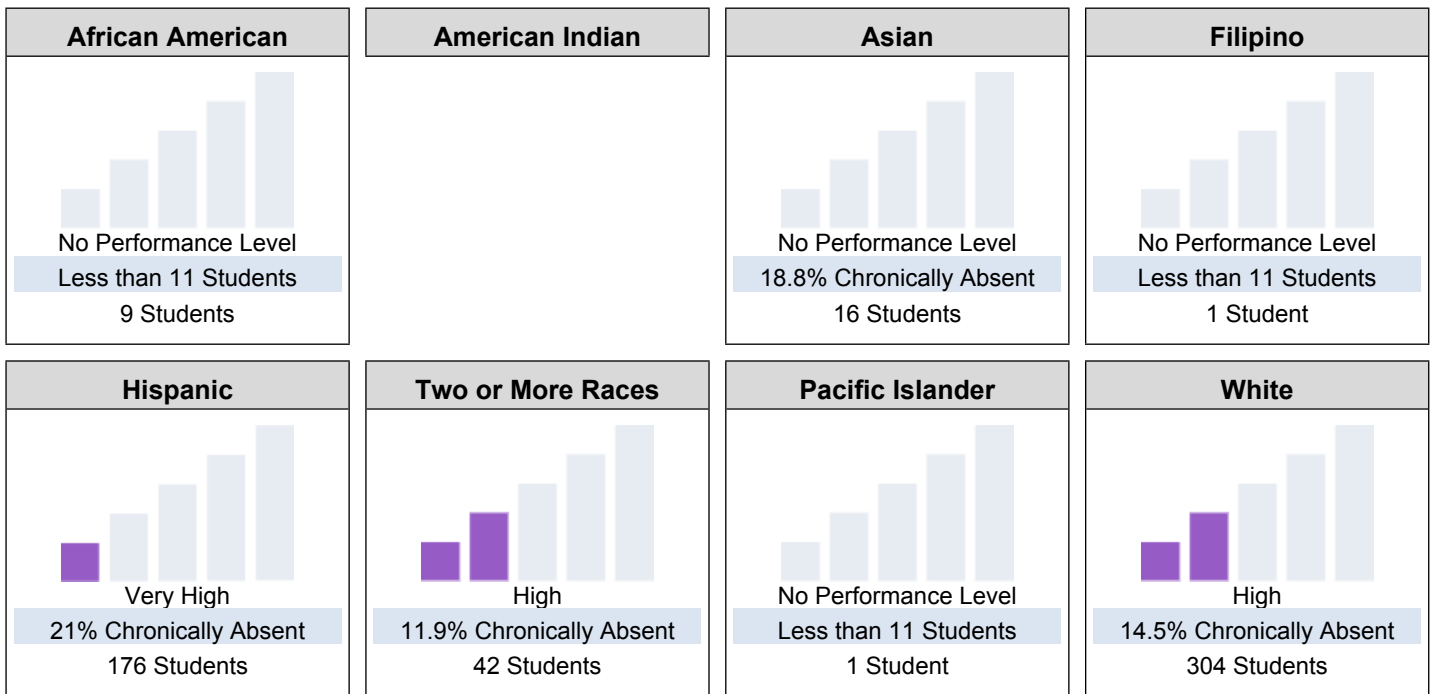 African American
No Performance Level
Less than 11 Students
9 Students
American Indian
Asian
No Performance Level
18.8% Chronically Absent
16 Students
Filipino
No Performance Level
Less than 11 Students
1 Student
Hispanic
Very High
21% Chronically Absent
176 Students
Two or More Races
High
11.9% Chronically Absent
42 Students
Pacific Islander
No Performance Level
Less than 11 Students
1 Student
White
High
14.5% Chronically Absent
304 Students